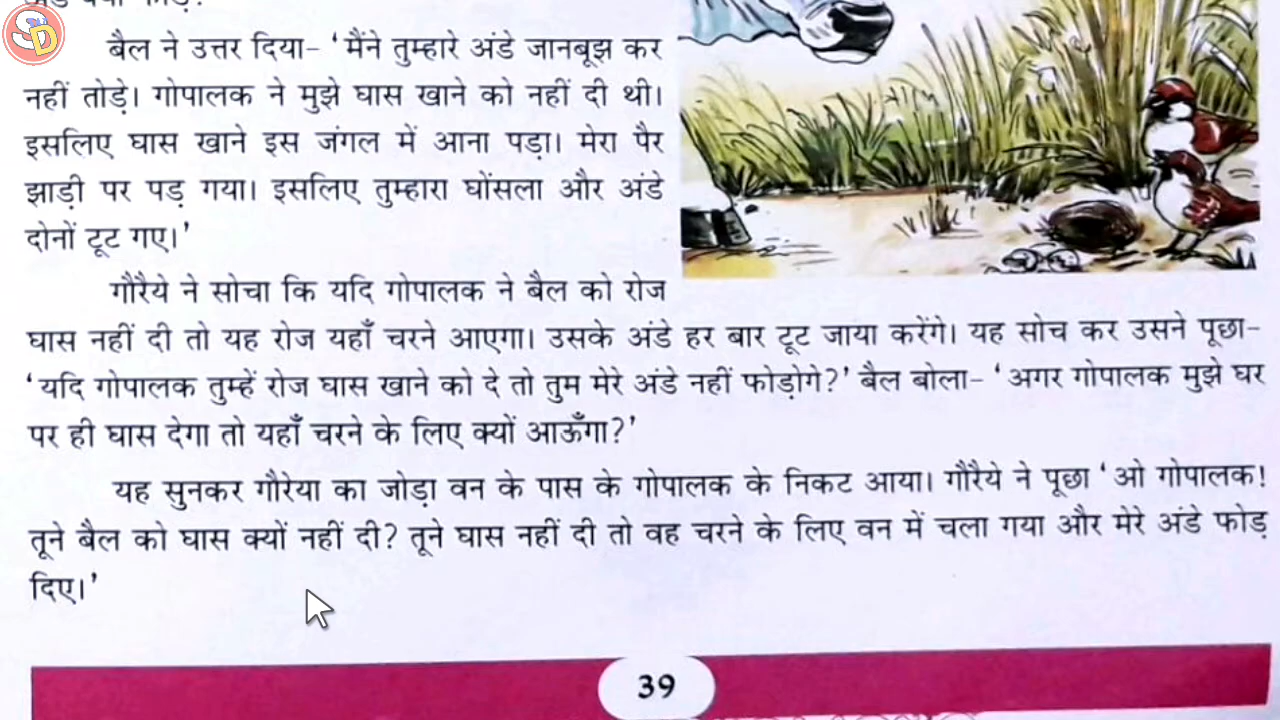 SD
बैल ने उत्तर दिया- ‘मैंने तुम्हारे अंडे जानबूझ कर
नहीं तोड़े। गोपालक ने मुझे घास खाने को नहीं दी थी।
इसलिए घास खाने इस जंगल में आना पड़ा। मेरा पैर
झाड़ी पर पड़ गया। इसलिए तुम्हारा घोंसला और अंडे
दोनों टूट गए।’
गौरैये ने सोचा कि यदि गोपालक ने बैल को रोज
घास नहीं दी तो यह रोज यहाँ चरने आएगा। उसके अंडे हर बार टूट जाया करेंगे। यह सोच कर उसने पूछा-
‘यदि गोपालक तुम्हें रोज घास खाने को दे तो तुम मेरे अंडे नहीं फोड़ोगे?’ बैल बोला- ‘अगर गोपालक मुझे घर
पर ही घास देगा तो यहाँ चरने के लिए क्यों आऊँगा?’
यह सुनकर गौरेया का जोड़ा वन के पास के गोपालक के निकट आया। गौरैये ने पूछा ‘ओ गोपालक!
तूने बैल को घास क्यों नहीं दी? तूने घास नहीं दी तो वह चरने के लिए वन में चला गया और मेरे अंडे फोड़
दिए।’
39